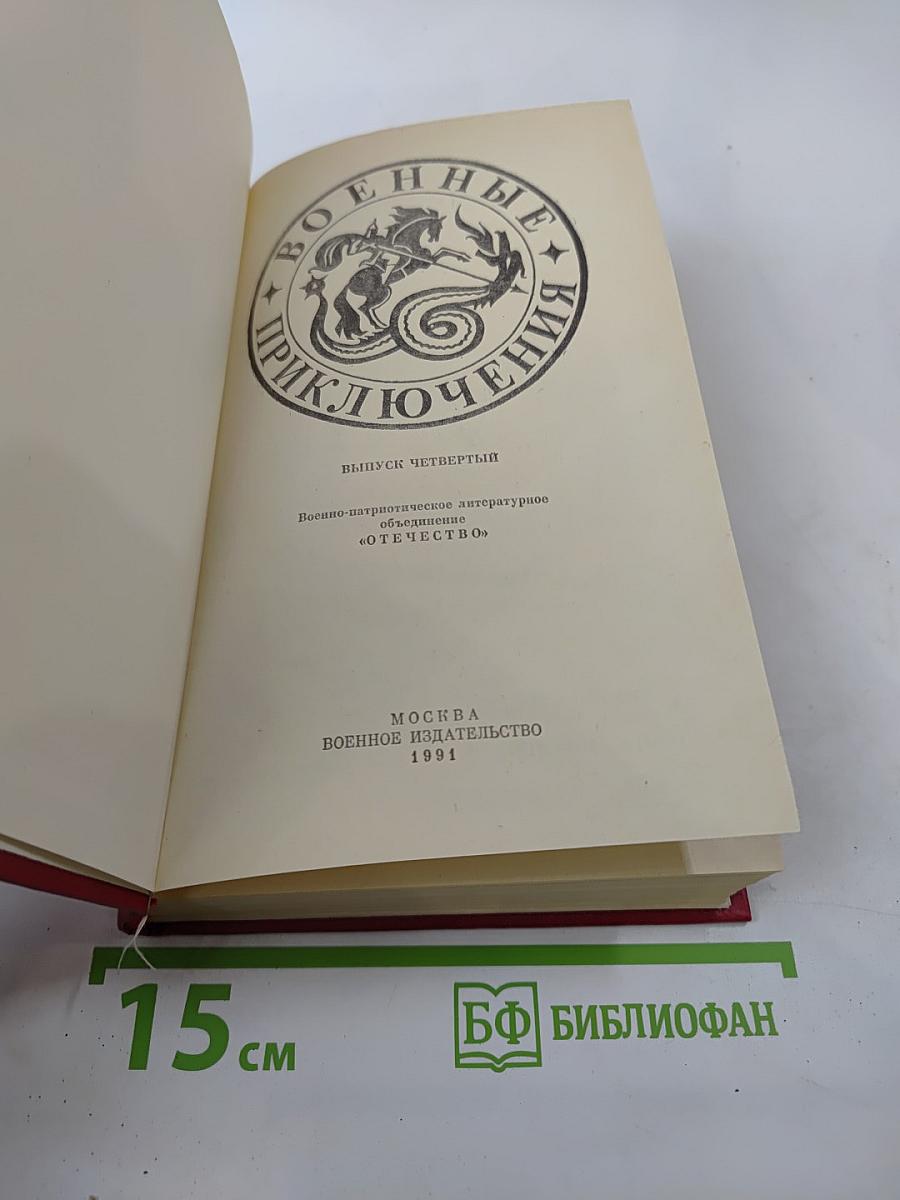 ВОЕННЫЕ
ПРИКЛЮЧЕНИЯ
ВЫПУСК ЧЕТВЕРТЫЙ
Военно-патриотическое литературное
объединение
«ОТЕЧЕСТВО»
МОСКВА
ВОЕННОЕ ИЗДАТЕЛЬСТВО
1991
15 см
БФ БИБЛИОФАН